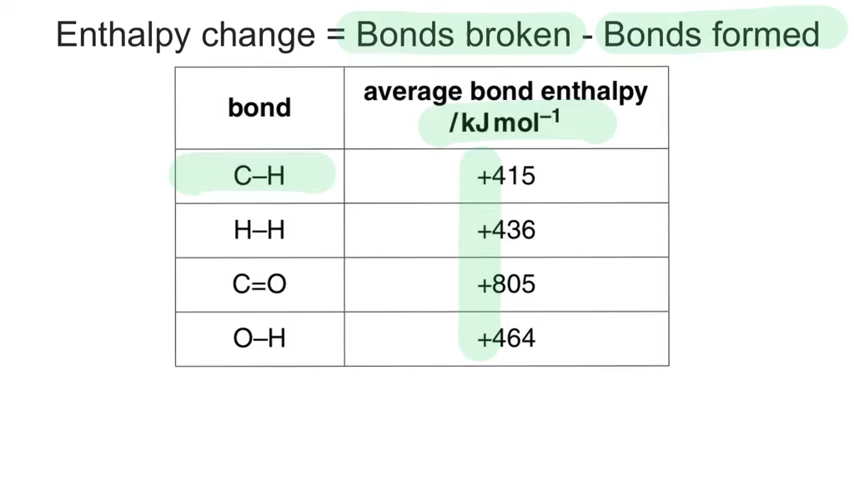 Enthalpy change = Bonds broken - Bonds formed
bond
average bond enthalpy
/kJ mol⁻¹
C–H
+415
H–H
+436
C=O
+805
O–H
+464